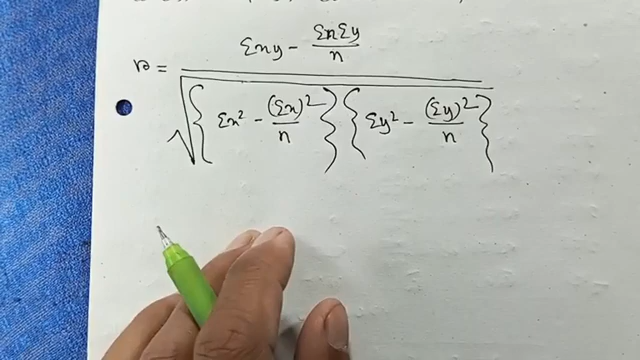 r = (Σxy − (ΣxΣy)/n) / √({Σx² − (Σx)²/n} {Σy² − (Σy)²/n})